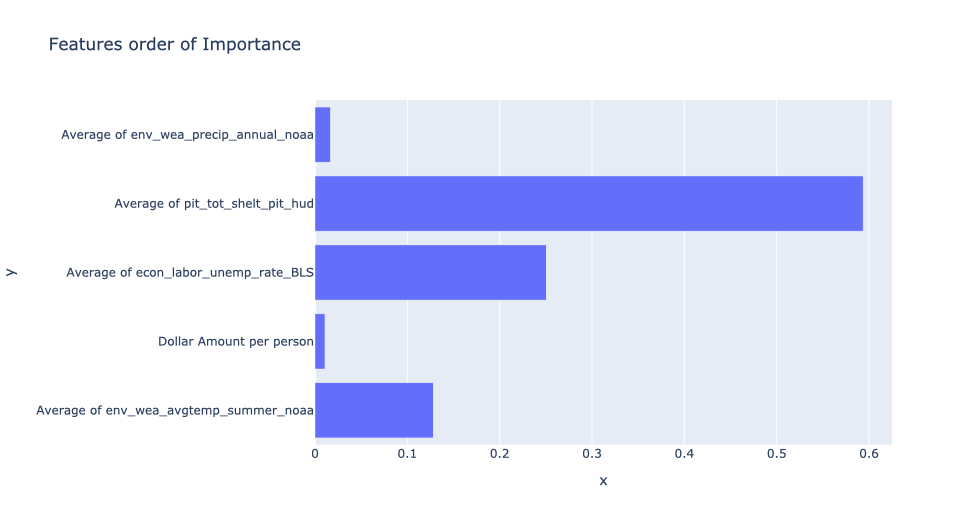 Features order of Importance
Average of env_wea_precip_annual_noaa
Average of pit_tot_shelt_pit_hud
Average of econ_labor_unemp_rate_BLS
Dollar Amount per person
Average of env_wea_avgtemp_summer_noaa
y
0 0.1 0.2 0.3 0.4 0.5 0.6
x